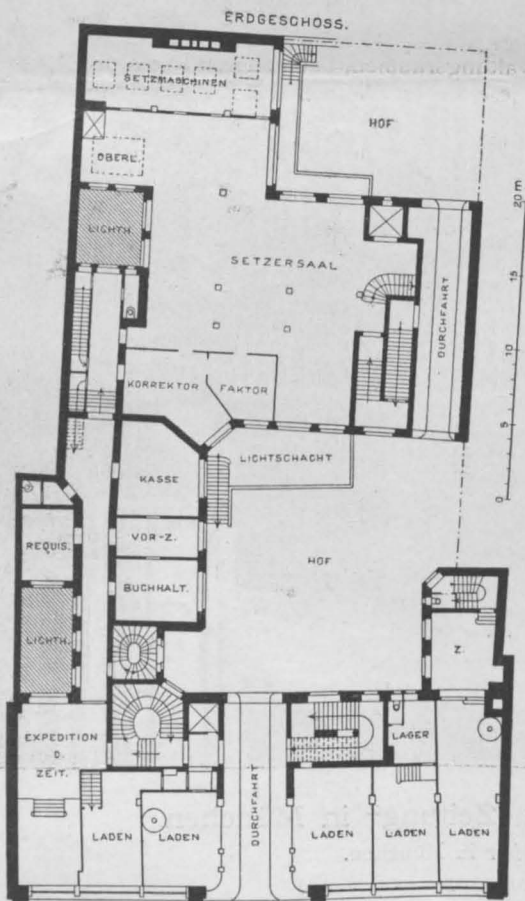 ERDGESCHOSS.
SETZMASCHINEN
HOF
OBERL.
20 m
LICHTH.
SETZERSAAL
15
DURCHFAHRT
10
KORREKTOR
FAKTOR
5
LICHTSCHACHT
KASSE
0
REQUIS.
VOR-Z.
HOF
BUCHHALT.
LICHTH.
Z.
EXPEDITION
D.
ZEIT.
LAGER
DURCHFAHRT
LADEN
LADEN
LADEN
LADEN
LADEN